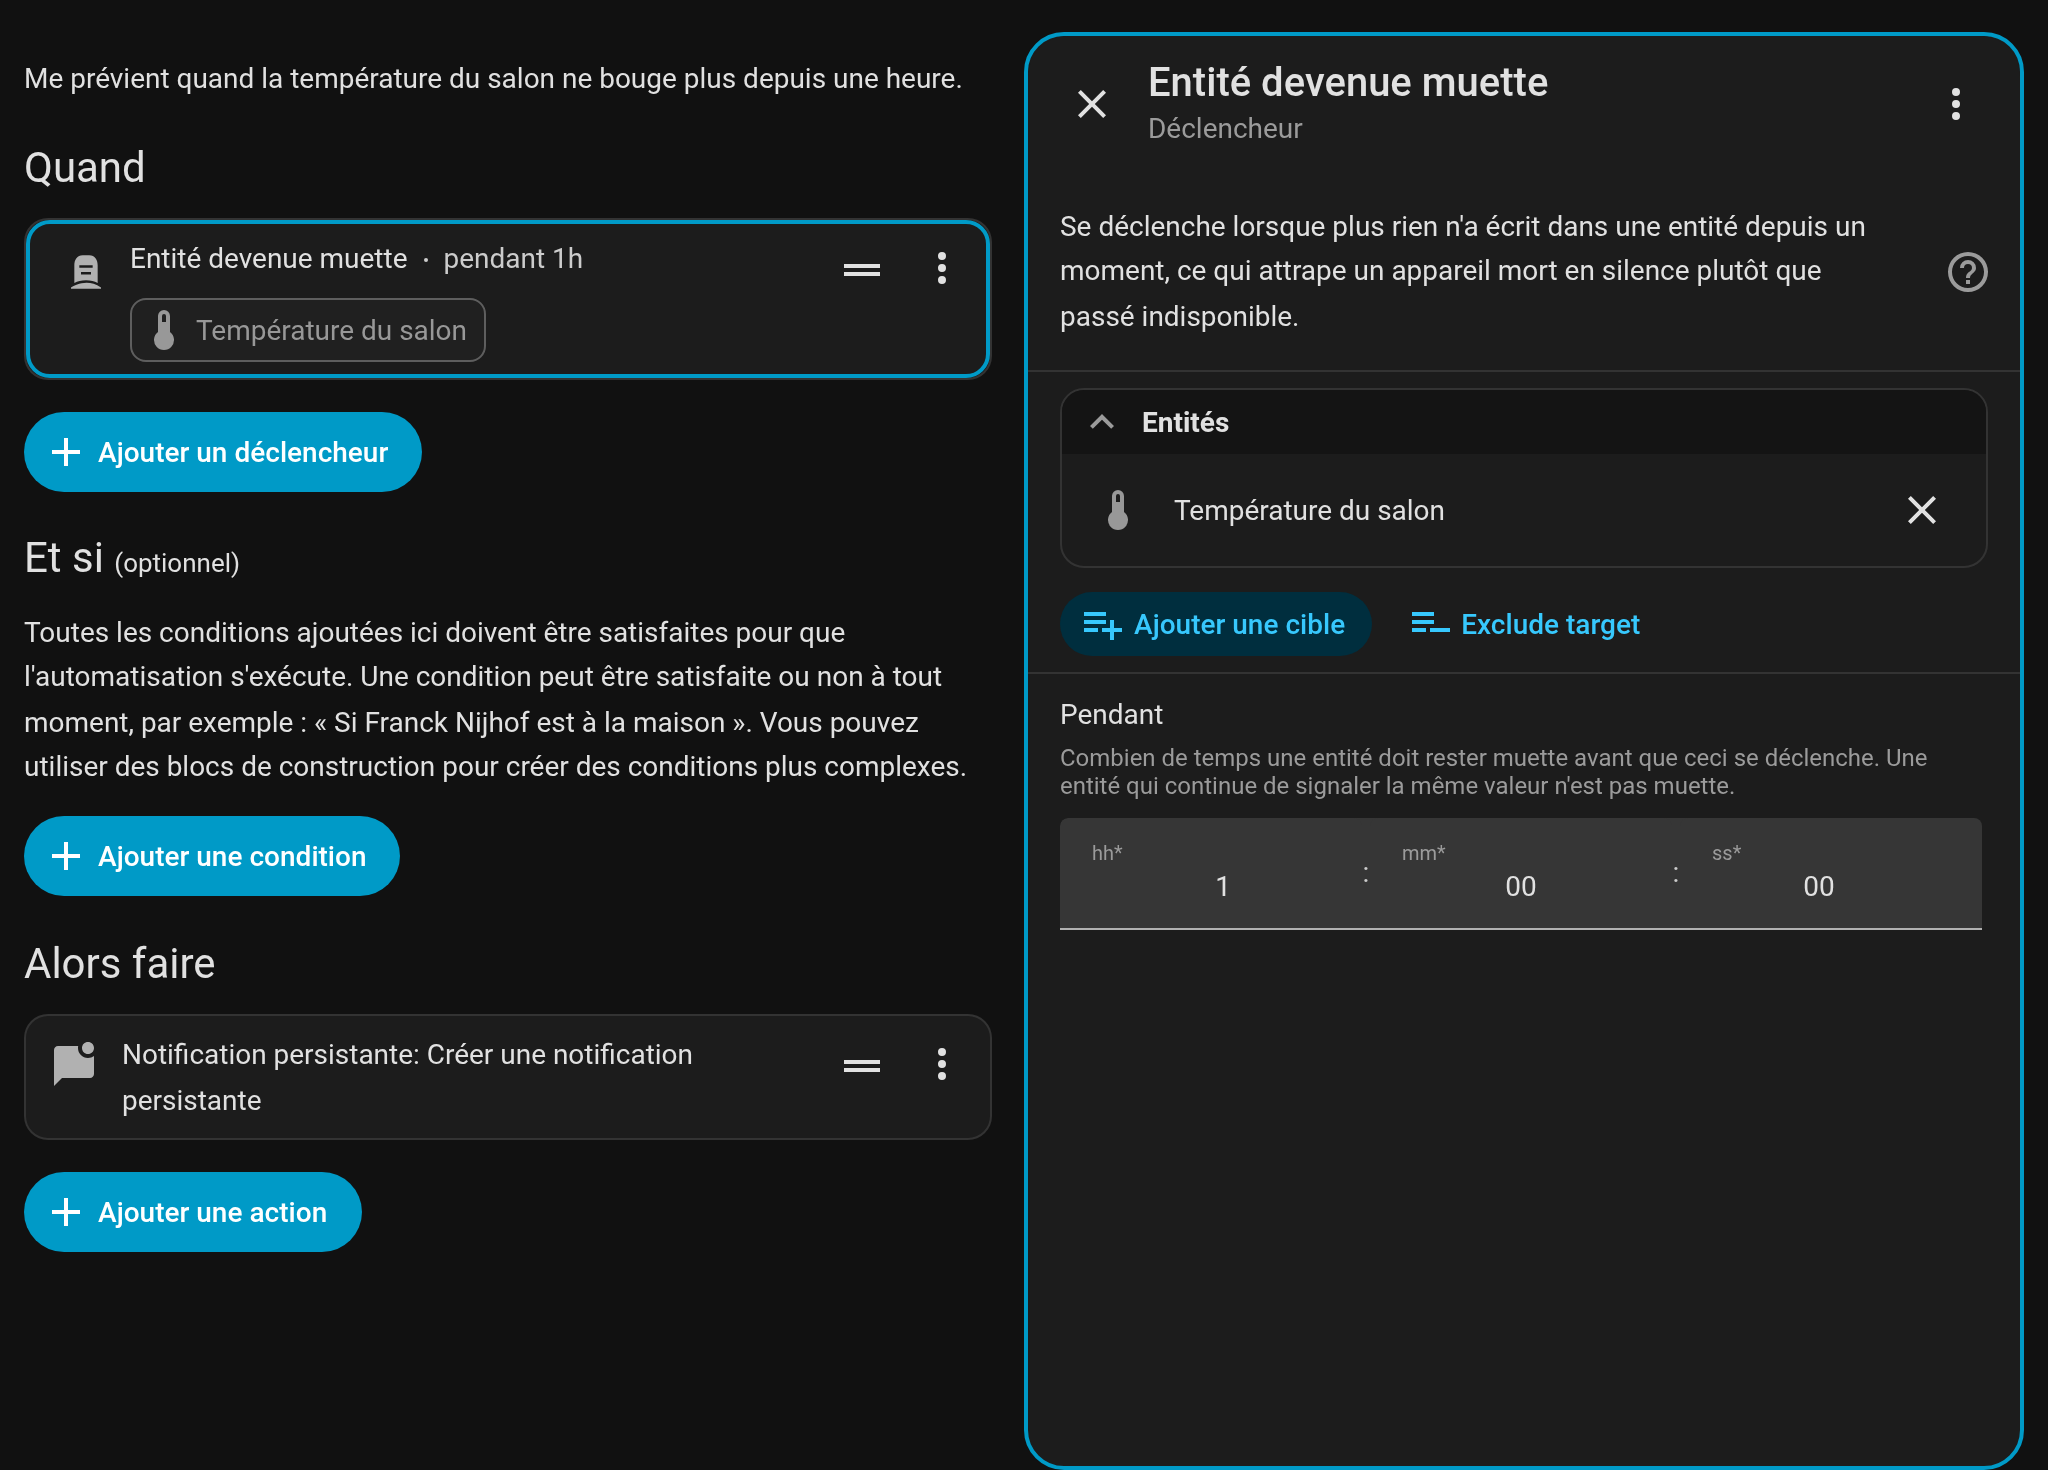 Me prévient quand la température du salon ne bouge plus depuis une heure.
Quand
Entité devenue muette · pendant 1h
Température du salon
Ajouter un déclencheur
Et si (optionnel)
Toutes les conditions ajoutées ici doivent être satisfaites pour que
l'automatisation s'exécute. Une condition peut être satisfaite ou non à tout
moment, par exemple : « Si Franck Nijhof est à la maison ». Vous pouvez
utiliser des blocs de construction pour créer des conditions plus complexes.
Ajouter une condition
Alors faire
Notification persistante: Créer une notification
persistante
Ajouter une action
Entité devenue muette
Déclencheur
Se déclenche lorsque plus rien n'a écrit dans une entité depuis un
moment, ce qui attrape un appareil mort en silence plutôt que
passé indisponible.
Entités
Température du salon
Ajouter une cible Exclude target
Pendant
Combien de temps une entité doit rester muette avant que ceci se déclenche. Une
entité qui continue de signaler la même valeur n'est pas muette.
hh* mm* ss*
1 : 00 : 00